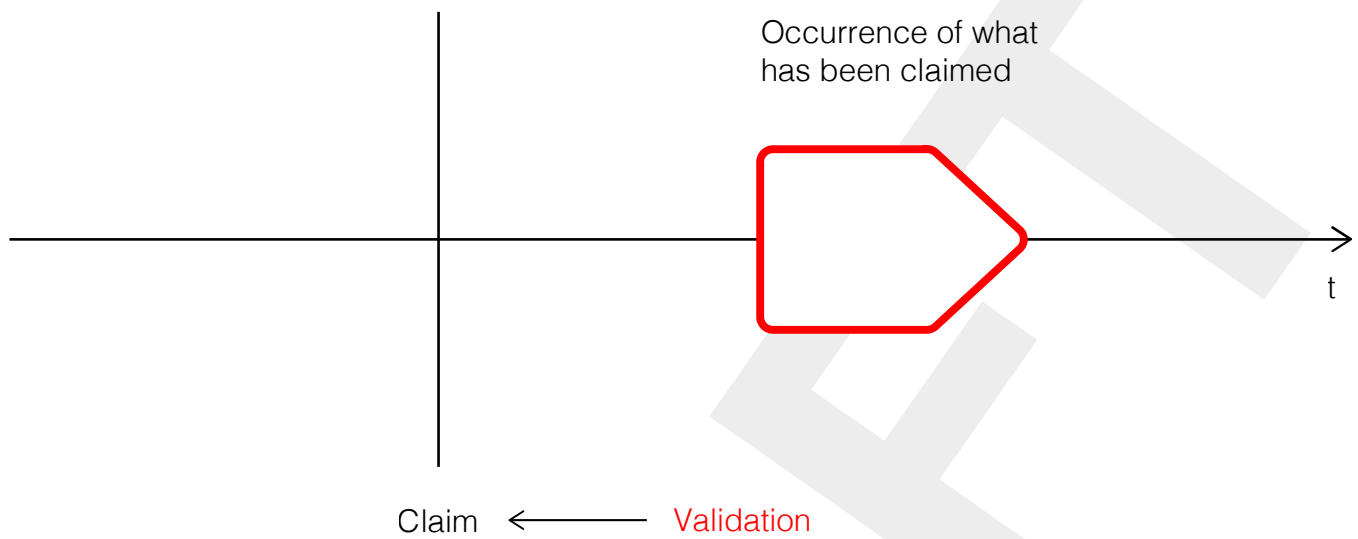 Occurrence of what
has been claimed
t
Claim
Validation